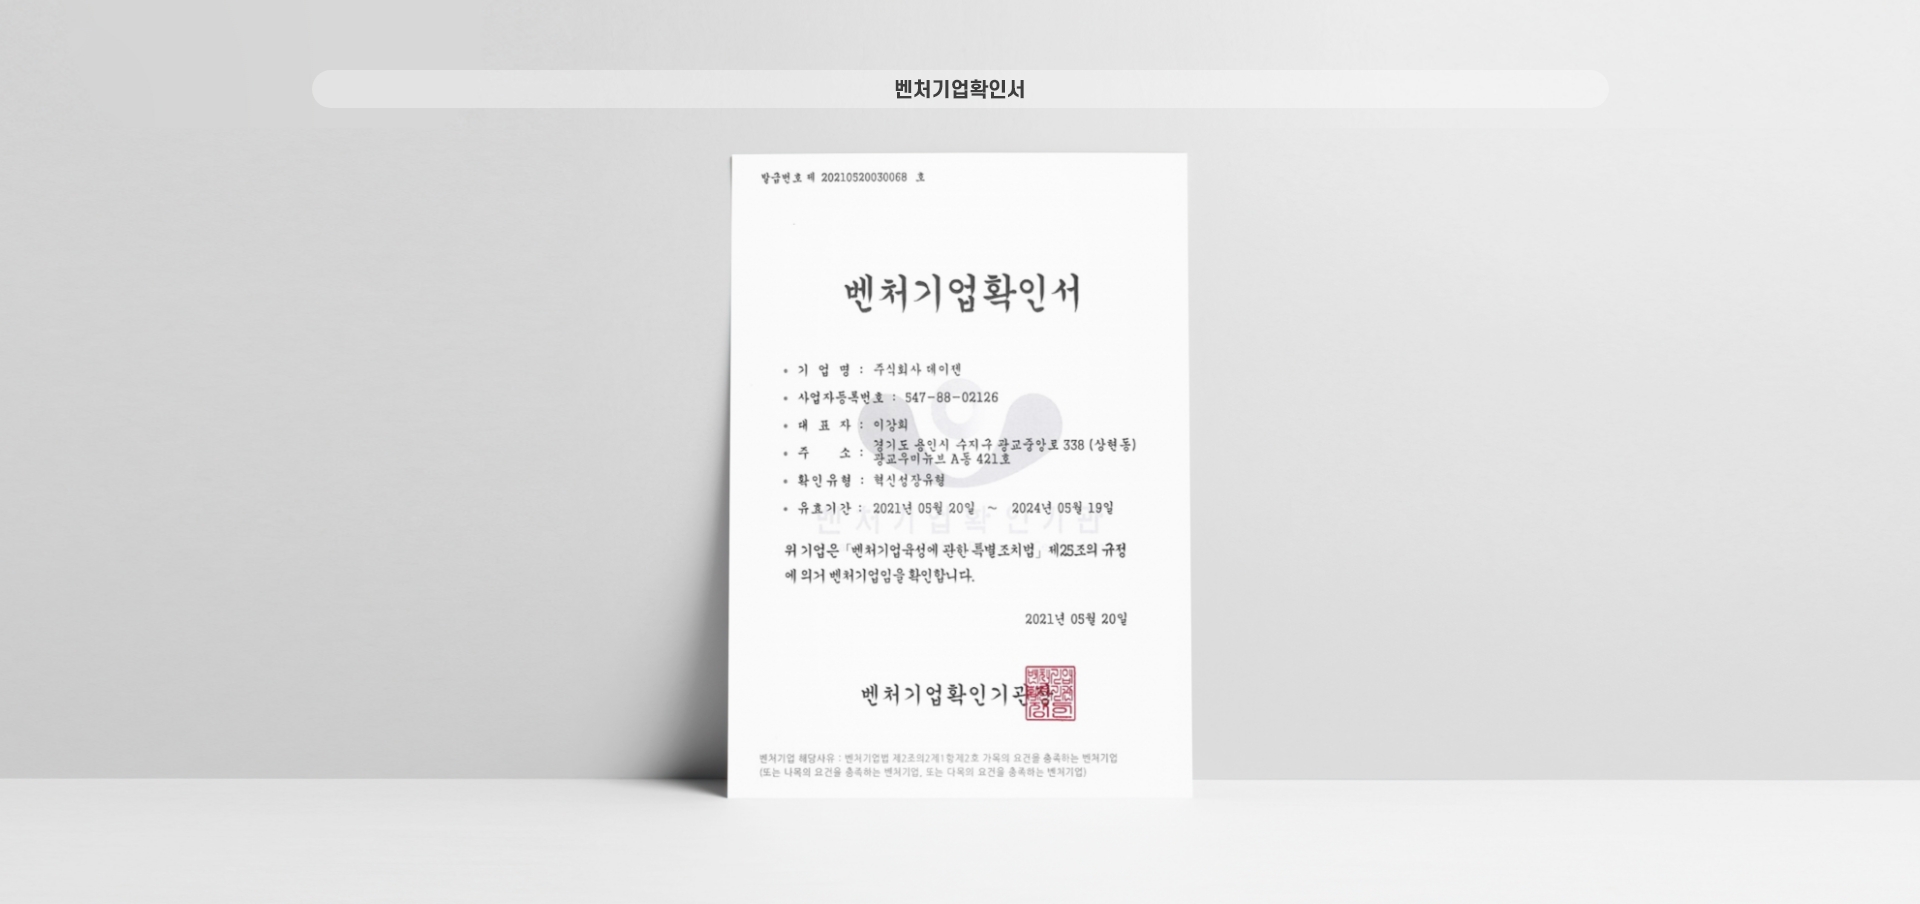 벤처기업확인서
발급번호 제 20210520030068 호
벤처기업확인서
• 기 업 명 : 주식회사 데이텐
• 사업자등록번호 : 547-88-02126
• 대 표 자 : 이강희
• 주 소 : 경기도 용인시 수지구 광교중앙로 338 (상현동)
광교우미뉴브 A동 421호
• 확인유형 : 혁신성장유형
• 유효기간 : 2021년 05월 20일 ~ 2024년 05월 19일
벤처기업확인기관
위 기업은「벤처기업육성에 관한 특별조치법」제25조의 규정
에 의거 벤처기업임을 확인합니다.
2021년 05월 20일
벤처기업확인기관장
벤처기업 해당사유 : 벤처기업법 제2조의2제1항제2호 가목의 요건을 충족하는 벤처기업
(또는 나목의 요건을 충족하는 벤처기업, 또는 다목의 요건을 충족하는 벤처기업)